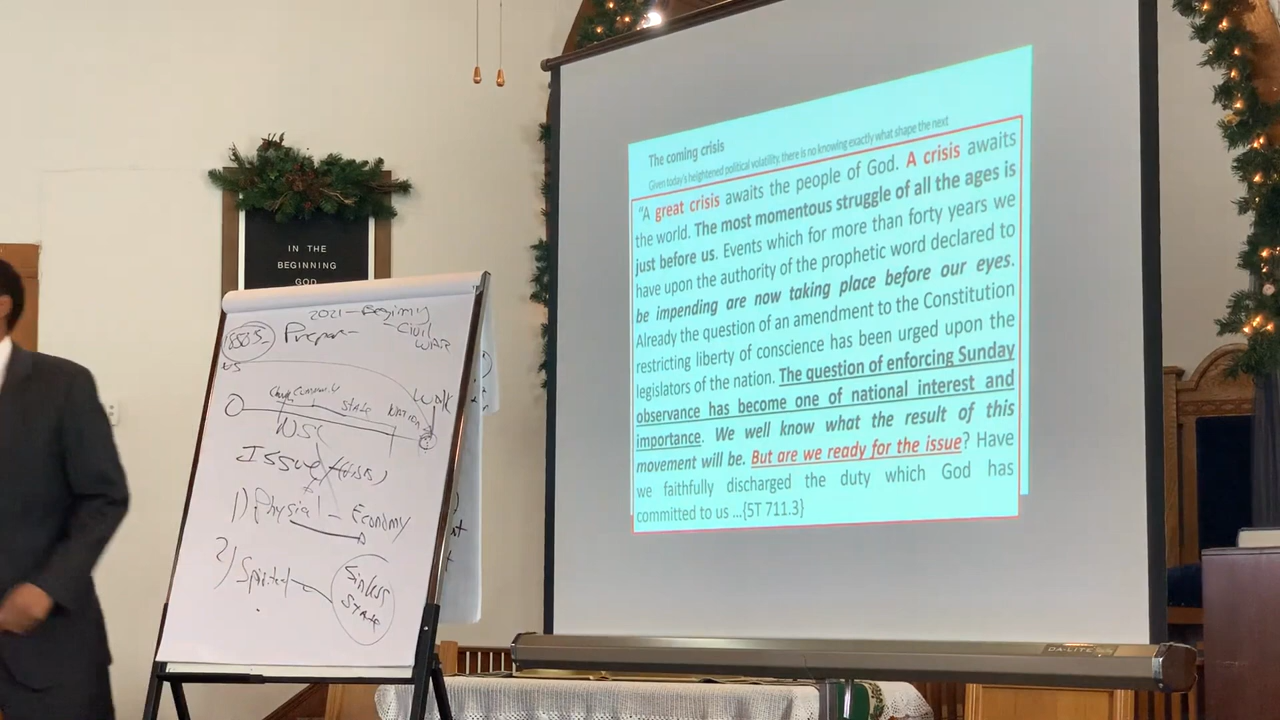 IN THE
BEGINNING
GOD
2021 - Begining
- Civil
WAR
1850's
Prepar
US
Church
Commun
STATE
NATION
WORLD
NSL
Issue (crisis)
1) Physical - Economy
2) Spiritual
Sinless
STATE
The coming crisis
Given today's heightened political volatility, there is no knowing exactly what shape the next
"A great crisis awaits the people of God. A crisis awaits
the world. The most momentous struggle of all the ages is
just before us. Events which for more than forty years we
have upon the authority of the prophetic word declared to
be impending are now taking place before our eyes.
Already the question of an amendment to the Constitution
restricting liberty of conscience has been urged upon the
legislators of the nation. The question of enforcing Sunday
observance has become one of national interest and
importance. We well know what the result of this
movement will be. But are we ready for the issue? Have
we faithfully discharged the duty which God has
committed to us ...{5T 711.3}
DA-LITE